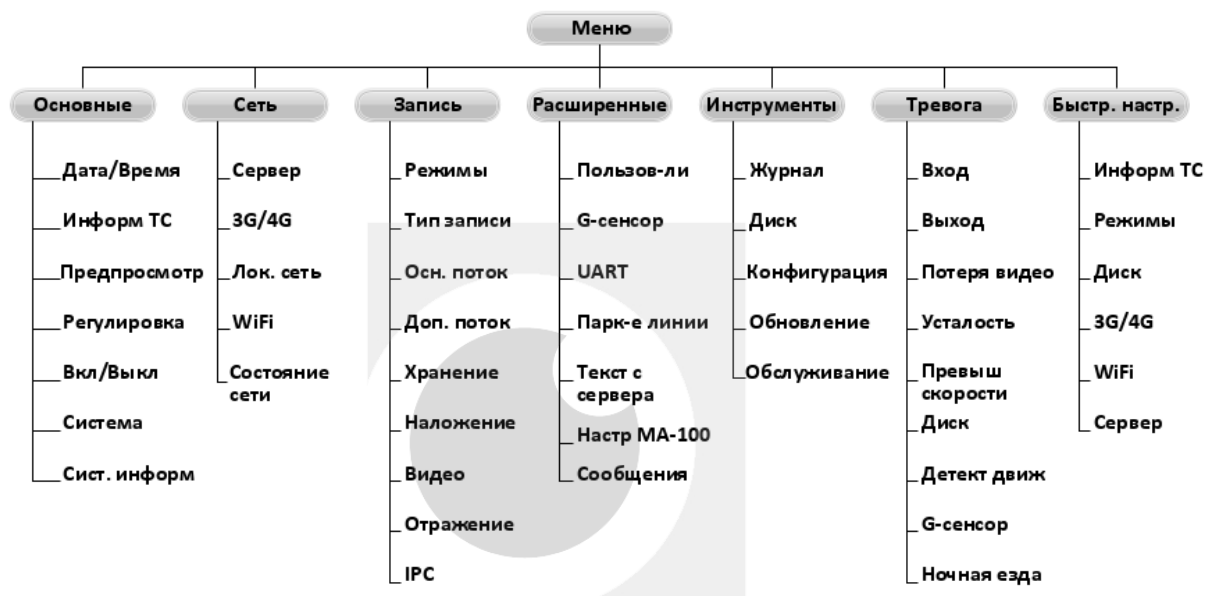 Меню
Основные
Дата/Время
Информ ТС
Предпросмотр
Регулировка
Вкл/Выкл
Система
Сист. информ
Сеть
Сервер
3G/4G
Лок. сеть
WiFi
Состояние
сети
Запись
Режимы
Тип записи
Осн. поток
Доп. поток
Хранение
Наложение
Видео
Отражение
IPC
Расширенные
Пользов-ли
G-сенсор
UART
Парк-е линии
Текст с
сервера
Настр МА-100
Сообщения
Инструменты
Журнал
Диск
Конфигурация
Обновление
Обслуживание
Тревога
Вход
Выход
Потеря видео
Усталость
Превыш
скорости
Диск
Детект движ
G-сенсор
Ночная езда
Быстр. настр.
Информ ТС
Режимы
Диск
3G/4G
WiFi
Сервер